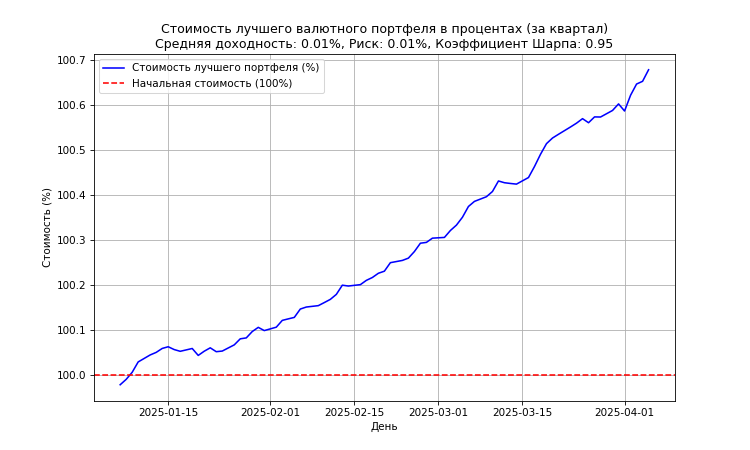 Стоимость лучшего валютного портфеля в процентах (за квартал)
Средняя доходность: 0.01%, Риск: 0.01%, Коэффициент Шарпа: 0.95
Стоимость лучшего портфеля (%)
Начальная стоимость (100%)
Стоимость (%)
100.7
100.6
100.5
100.4
100.3
100.2
100.1
100.0
2025-01-15
2025-02-01
2025-02-15
2025-03-01
2025-03-15
2025-04-01
День